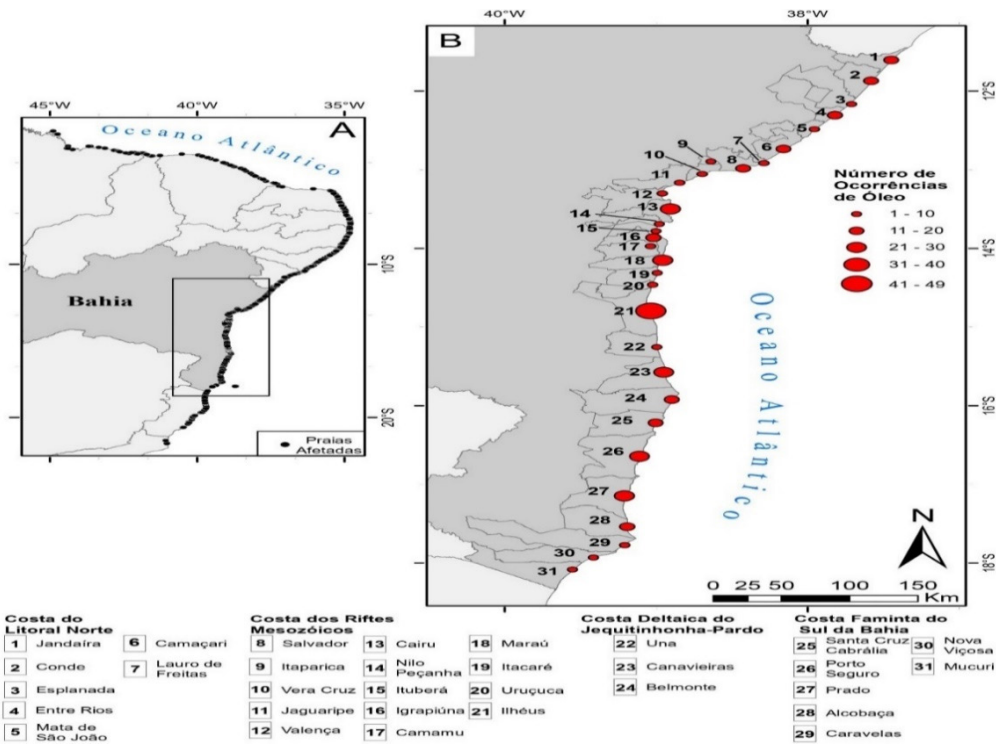 45°W
40°W
35°W
A
Oceano Atlântico
Bahia
10°S
20°S
Praias
Afetadas
40°W
38°W
B
12°S
14°S
16°S
18°S
1
2
3
4
5
6
7
8
9
10
11
12
13
14
15
16
17
18
19
20
21
22
23
24
25
26
27
28
29
30
31
Número de
Ocorrências
de Óleo
1 - 10
11 - 20
21 - 30
31 - 40
41 - 49
Oceano Atlântico
N
0 25 50 100 150
Km
Costa do
Litoral Norte
1 Jandaíra
2 Conde
3 Esplanada
4 Entre Rios
5 Mata de
São João
6 Camaçari
7 Lauro de
Freitas
Costa dos Riftes
Mesozóicos
8 Salvador
9 Itaparica
10 Vera Cruz
11 Jaguaripe
12 Valença
13 Cairu
14 Nilo
Peçanha
15 Ituberá
16 Igrapiúna
17 Camamu
18 Maraú
19 Itacaré
20 Uruçuca
21 Ilhéus
Costa Deltaica do
Jequitinhonha-Pardo
22 Una
23 Canavieiras
24 Belmonte
Costa Faminta do
Sul da Bahia
25 Santa Cruz
Cabrália
26 Porto
Seguro
27 Prado
28 Alcobaça
29 Caravelas
30 Nova
Viçosa
31 Mucuri